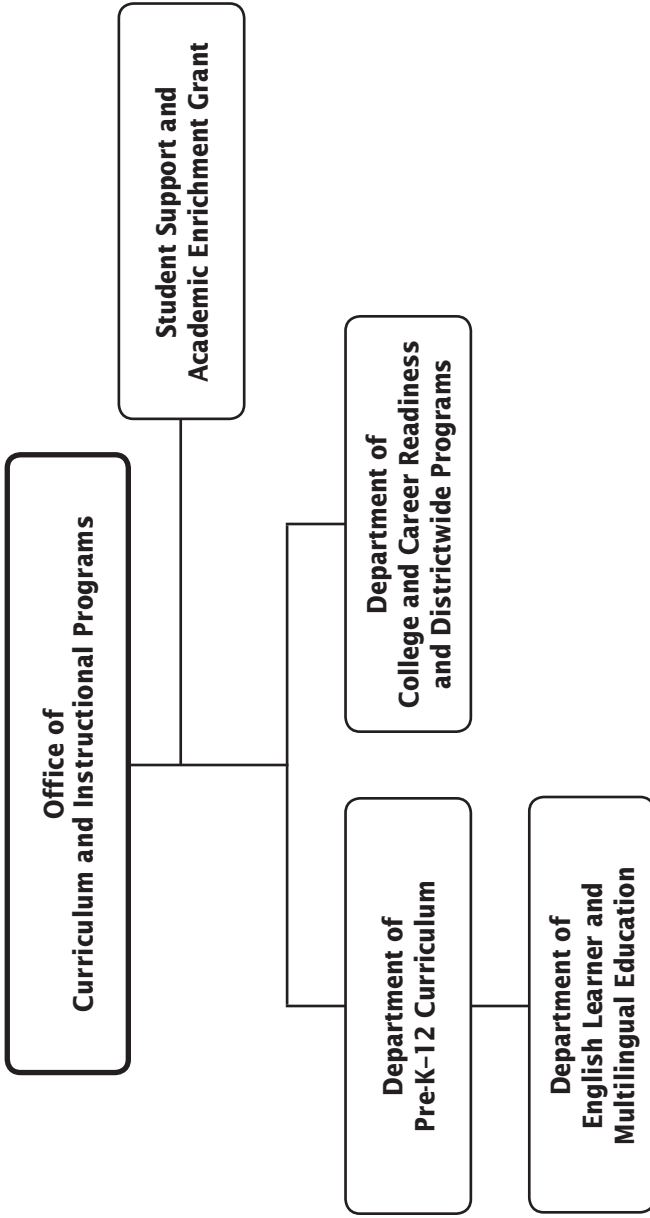 Office of
Curriculum and Instructional Programs
Student Support and
Academic Enrichment Grant
Department of
Pre-K–12 Curriculum
Department of
College and Career Readiness
and Districtwide Programs
Department of
English Learner and
Multilingual Education